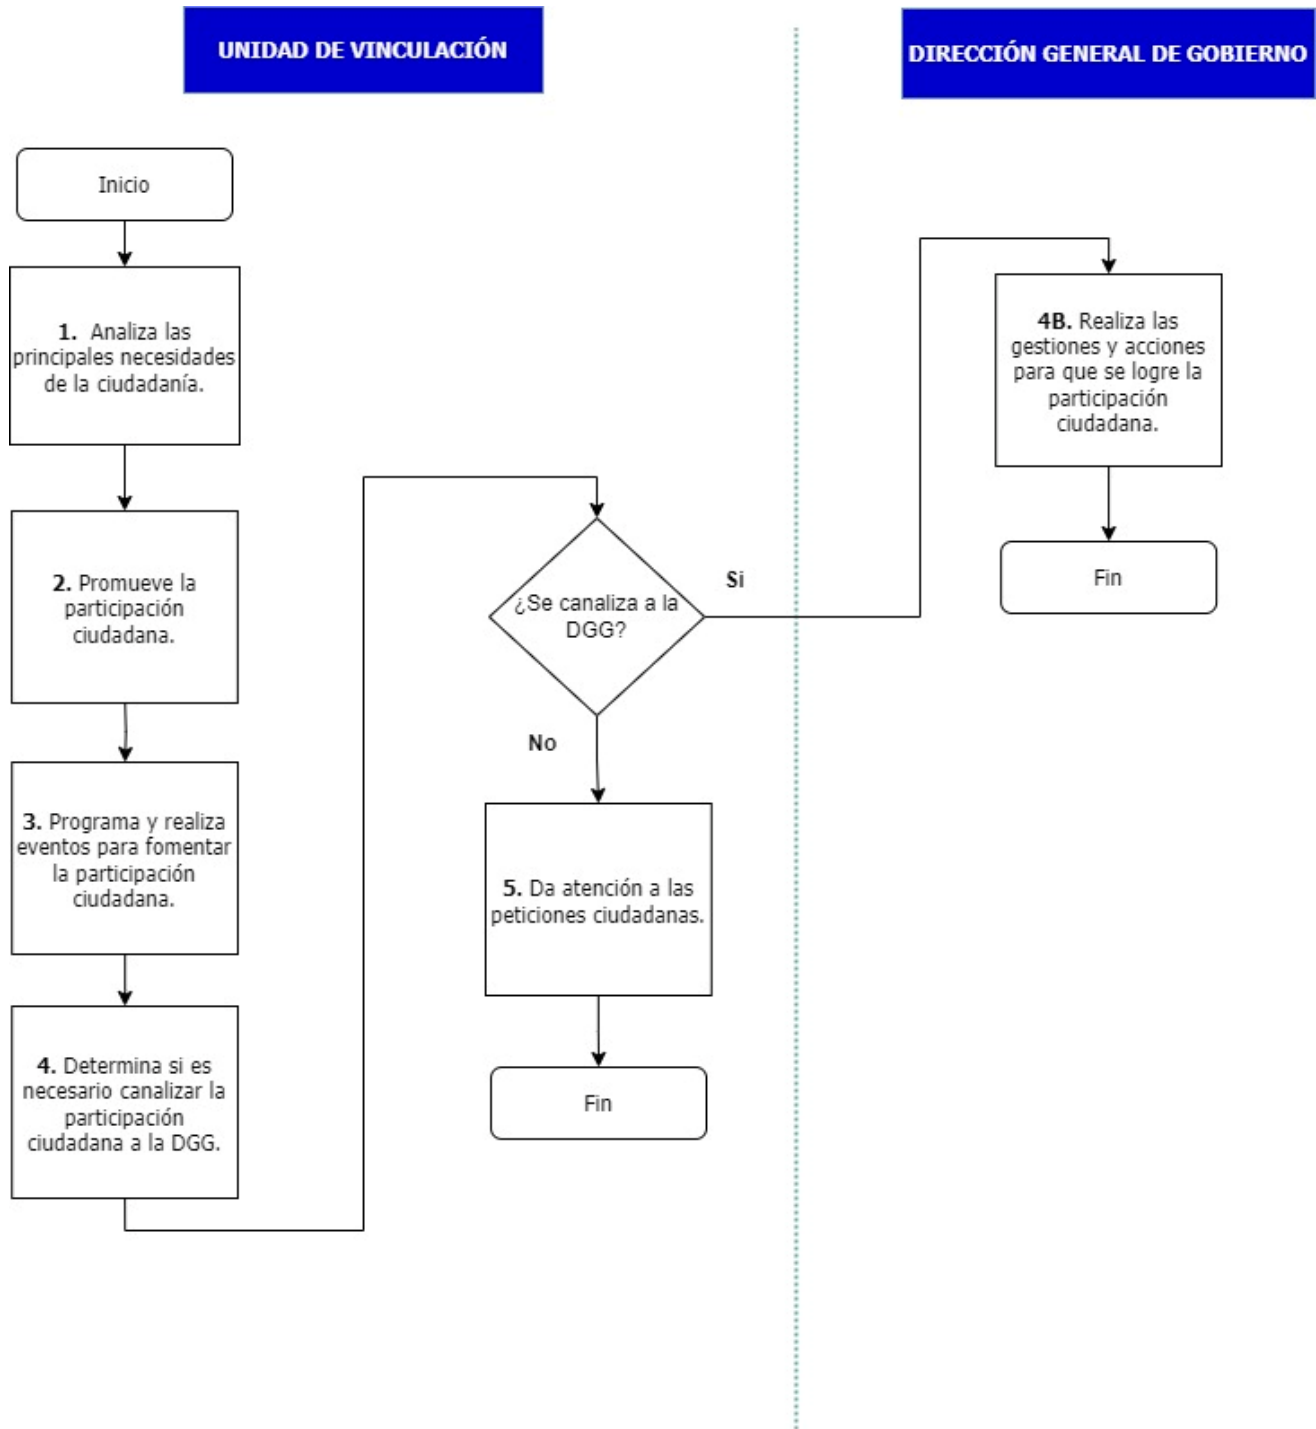 UNIDAD DE VINCULACIÓN
DIRECCIÓN GENERAL DE GOBIERNO
Inicio
1. Analiza las
principales necesidades
de la ciudadanía.
2. Promueve la
participación
ciudadana.
3. Programa y realiza
eventos para fomentar
la participación
ciudadana.
4. Determina si es
necesario canalizar la
participación
ciudadana a la DGG.
¿Se canaliza a la
DGG?
Si
No
5. Da atención a las
peticiones ciudadanas.
Fin
4B. Realiza las
gestiones y acciones
para que se logre la
participación
ciudadana.
Fin